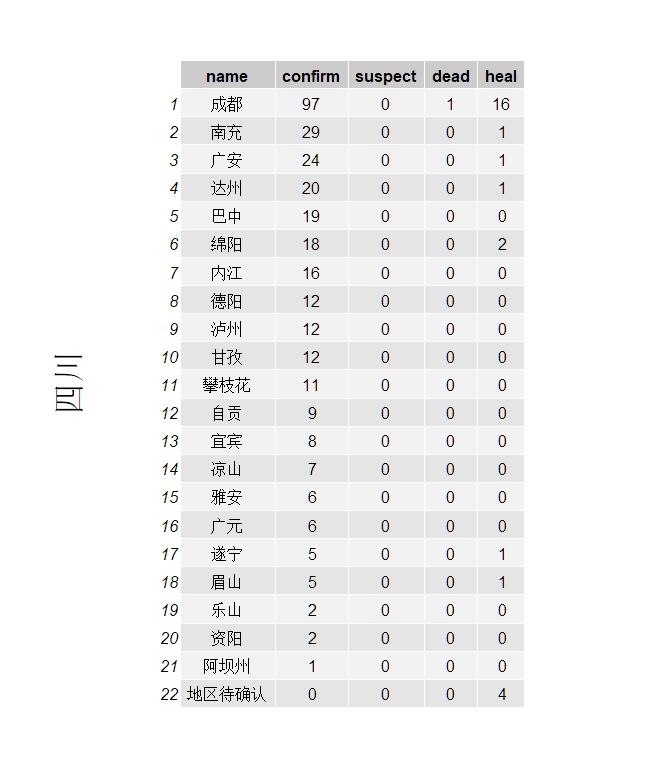 四川
name confirm suspect dead heal
1 成都 97 0 1 16
2 南充 29 0 0 1
3 广安 24 0 0 1
4 达州 20 0 0 1
5 巴中 19 0 0 0
6 绵阳 18 0 0 2
7 内江 16 0 0 0
8 德阳 12 0 0 0
9 泸州 12 0 0 0
10 甘孜 12 0 0 0
11 攀枝花 11 0 0 0
12 自贡 9 0 0 0
13 宜宾 8 0 0 0
14 凉山 7 0 0 0
15 雅安 6 0 0 0
16 广元 6 0 0 0
17 遂宁 5 0 0 1
18 眉山 5 0 0 1
19 乐山 2 0 0 0
20 资阳 2 0 0 0
21 阿坝州 1 0 0 0
22 地区待确认 0 0 0 4